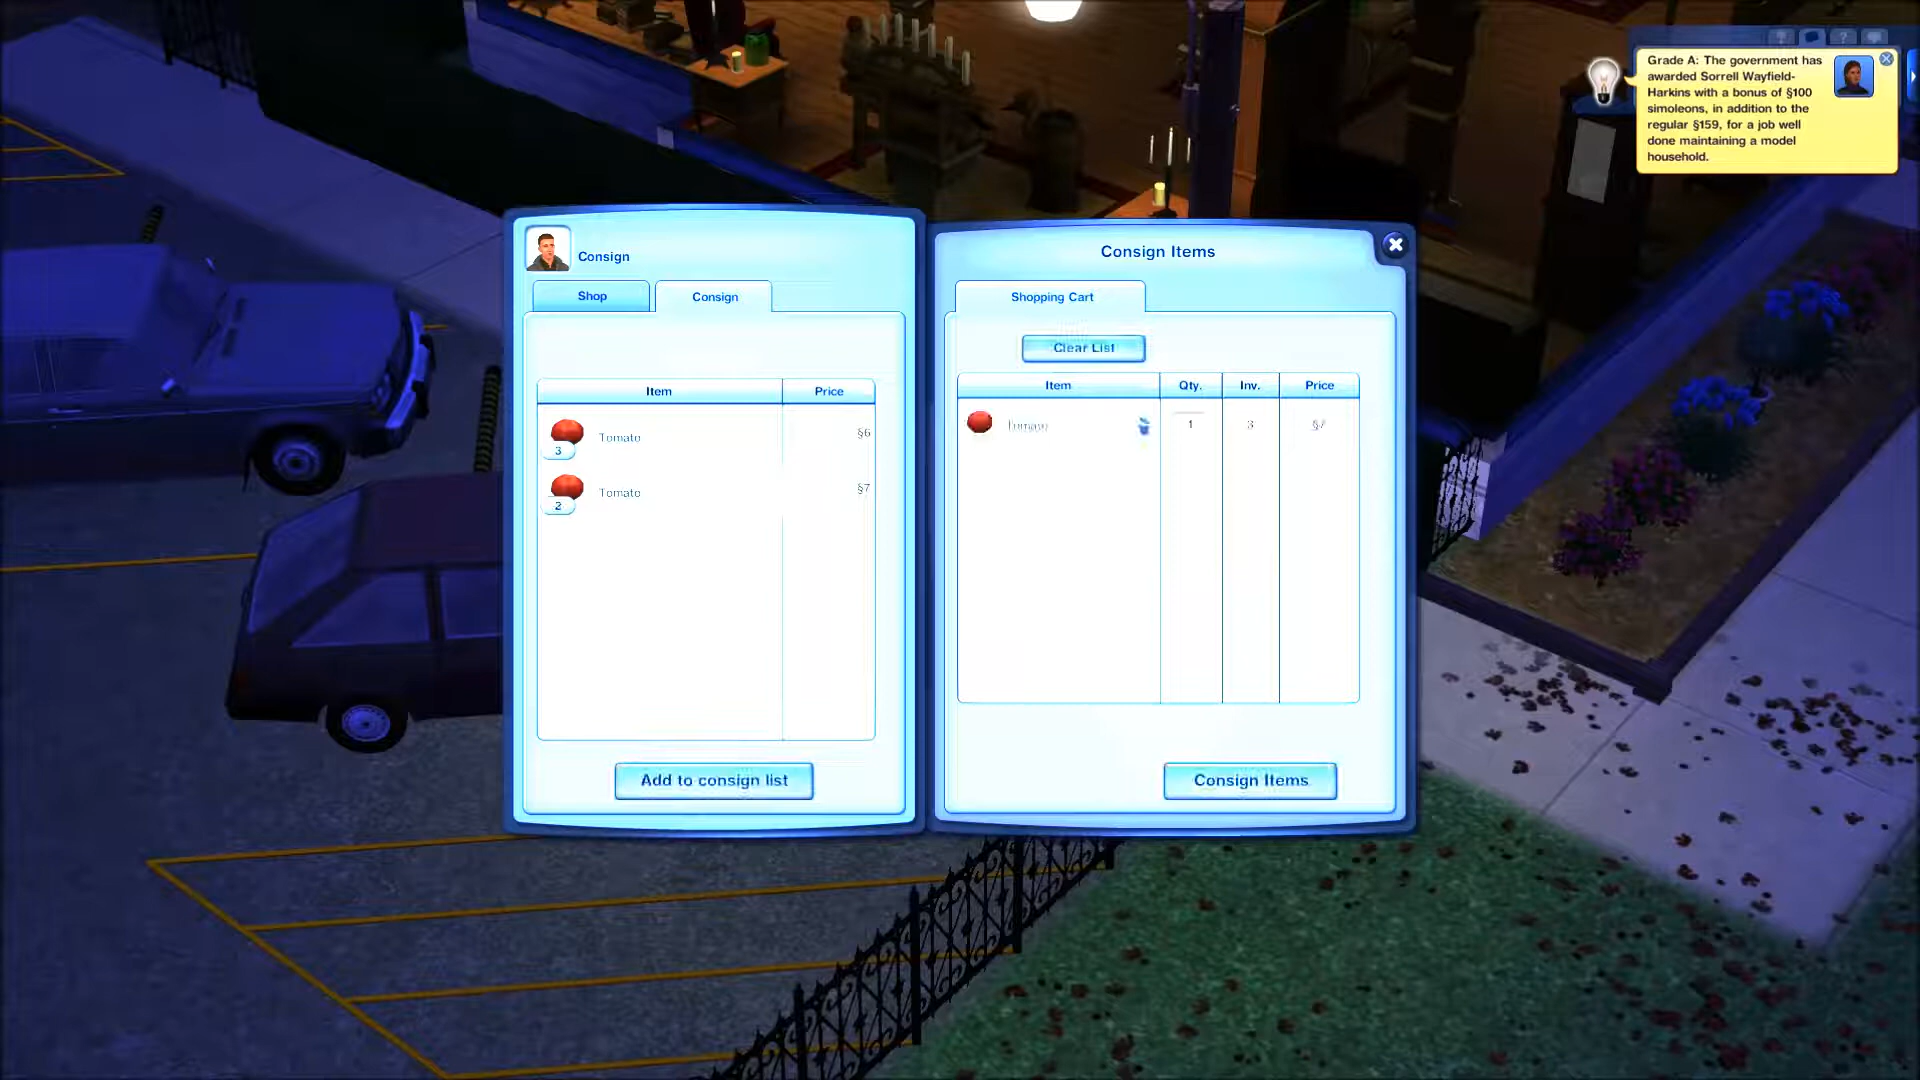 Grade A: The government has
awarded Sorrell Wayfield-
Harkins with a bonus of §100
simoleons, in addition to the
regular §159, for a job well
done maintaining a model
household.
Consign
Shop
Consign
Item
Price
3
Tomato
§6
2
Tomato
§7
Add to consign list
Consign Items
Shopping Cart
Clear List
Item
Qty.
Inv.
Price
Tomato
1
3
§7
Consign Items